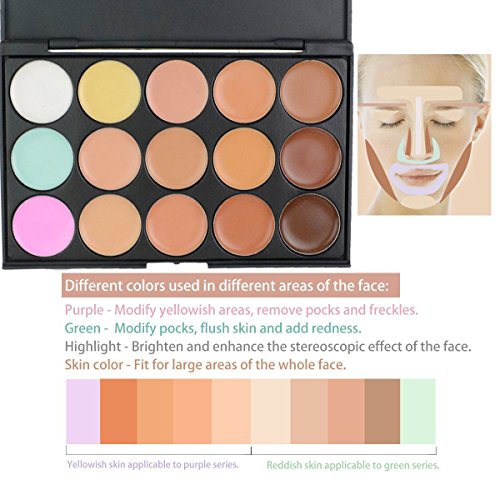 Different colors used in different areas of the face:
Purple - Modify yellowish areas, remove pocks and freckles.
Green - Modify pocks, flush skin and add redness.
Highlight - Brighten and enhance the stereoscopic effect of the face.
Skin color - Fit for large areas of the whole face.
Yellowish skin applicable to purple series.
Reddish skin applicable to green series.